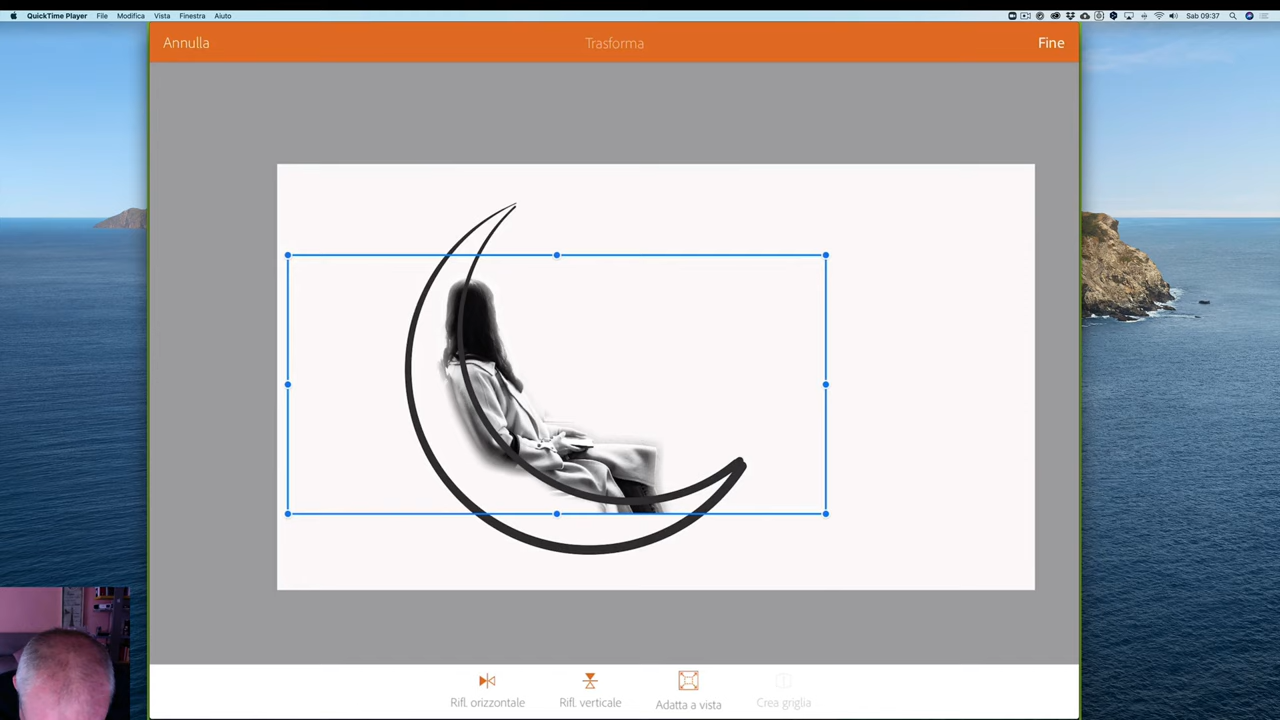 QuickTime Player File Modifica Vista Finestra Aiuto Sab 09:37
Annulla Trasforma Fine
Rifl. orizzontale Rifl. verticale Adatta a vista Crea griglia